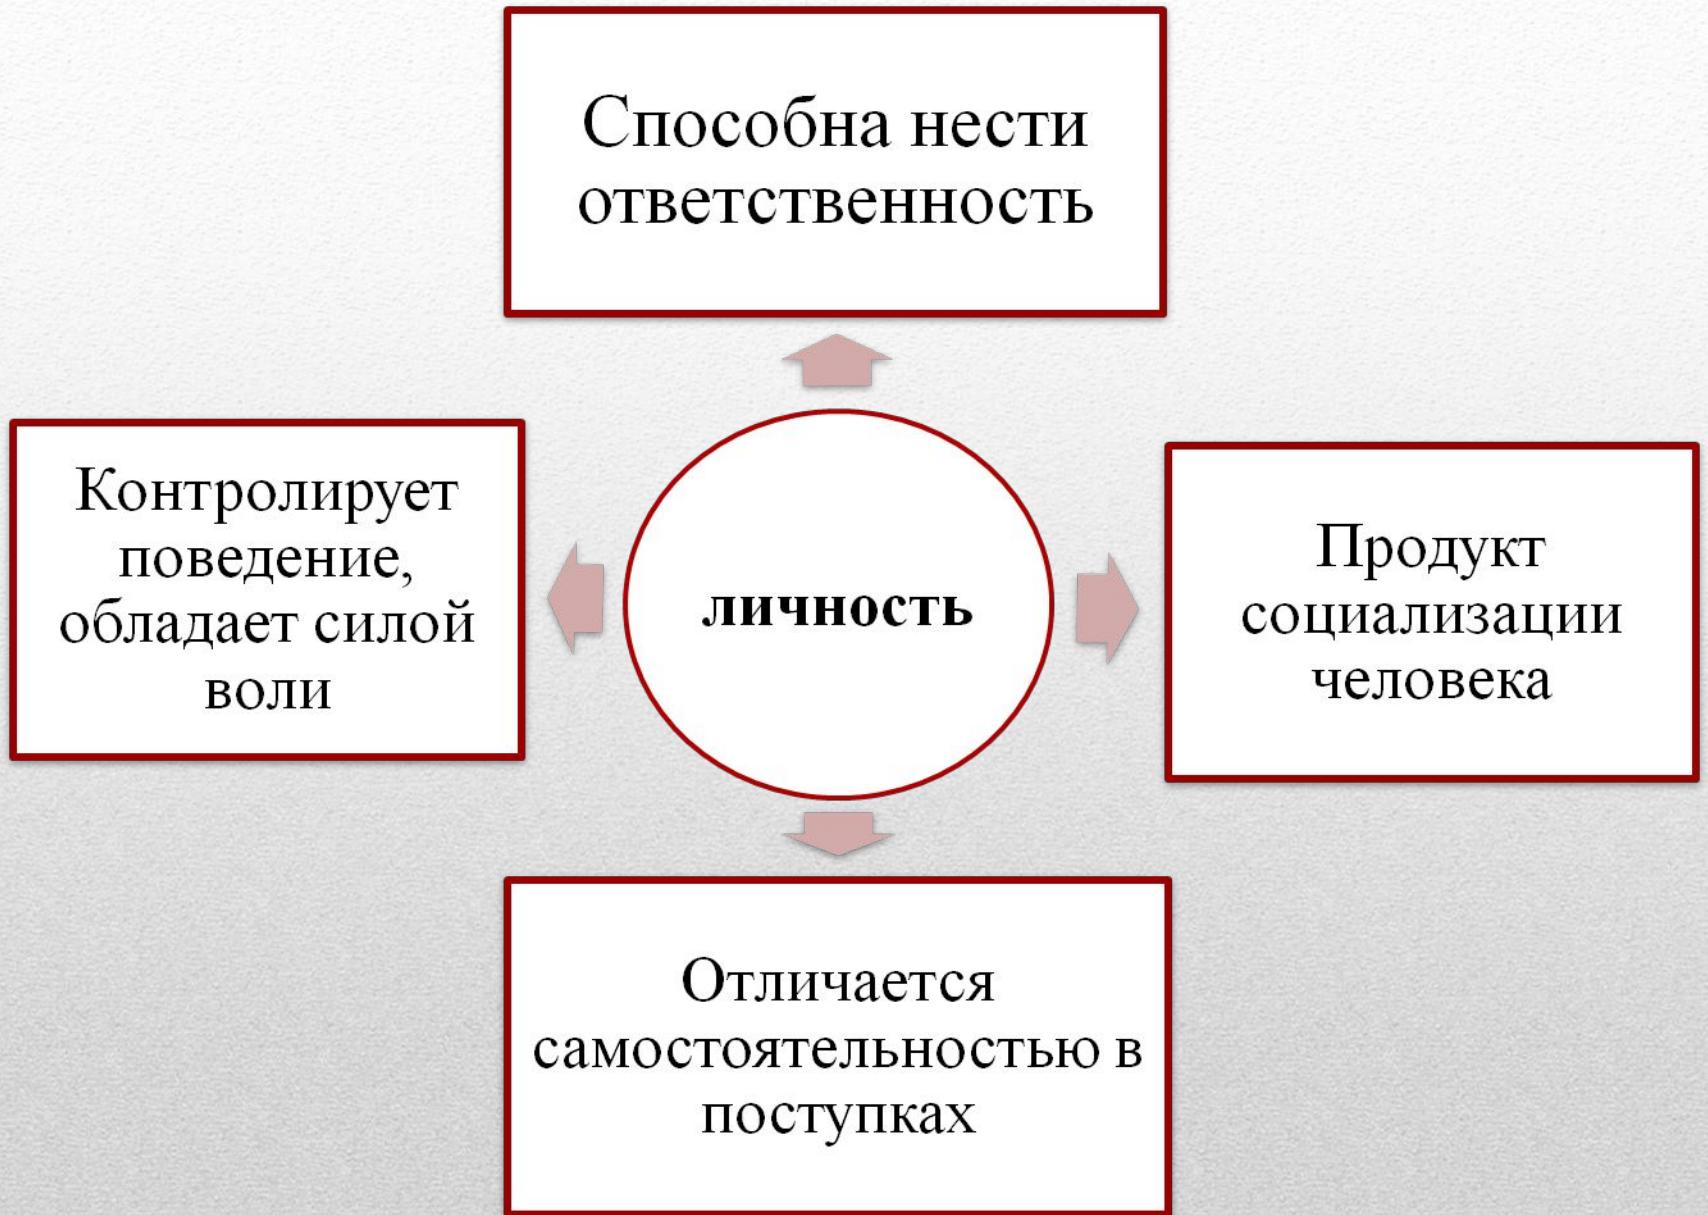 Способна нести
ответственность
Контролирует
поведение,
обладает силой
воли
личность
Продукт
социализации
человека
Отличается
самостоятельностью в
поступках